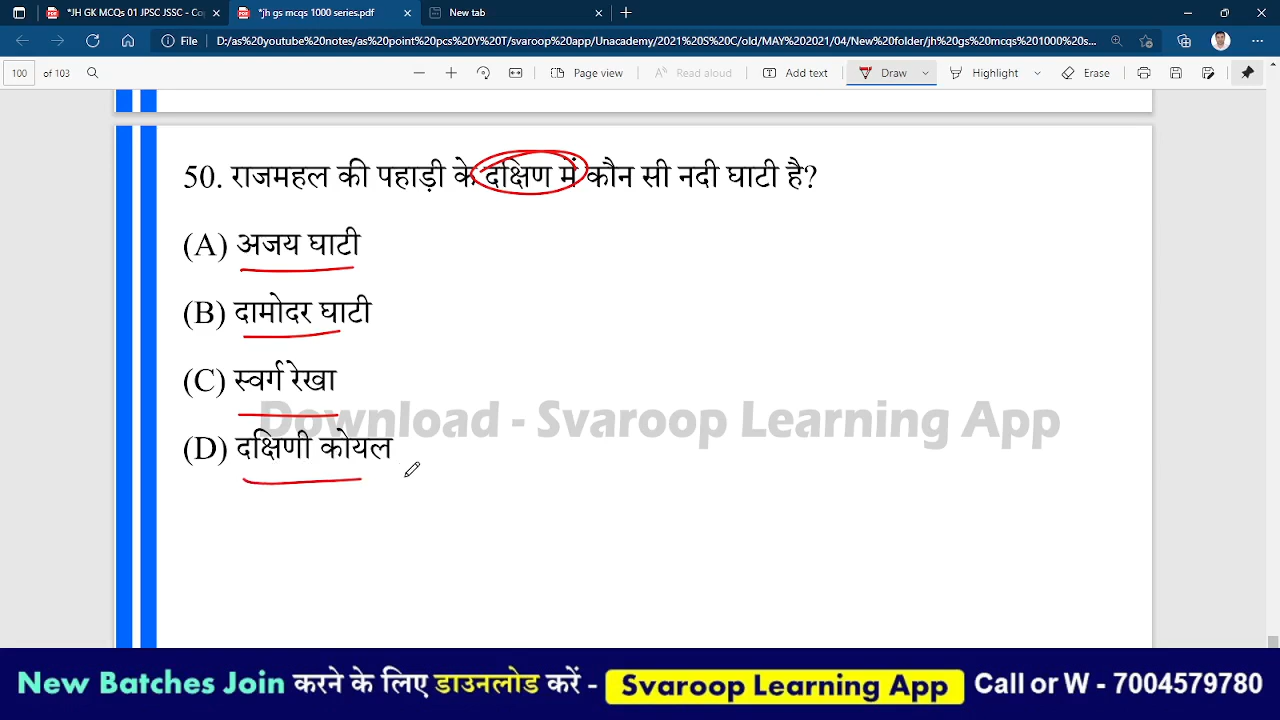 *JH GK MCQs 01 JPSC JSSC - Co
*jh gs mcqs 1000 series.pdf
New tab
File
D:/as%20youtube%20notes/as%20point%20pcs%20Y%20T/svaroop%20app/Unacademy/2021%20S%20C/old/MAY%202021/04/New%20folder/jh%20gs%20mcqs%201000%20s...
100 of 103
Page view
Read aloud
Add text
Draw
Highlight
Erase
50. राजमहल की पहाड़ी के दक्षिण में कौन सी नदी घाटी है?
(A) अजय घाटी
(B) दामोदर घाटी
(C) स्वर्ग रेखा
Download - Svaroop Learning App
(D) दक्षिणी कोयल
New Batches Join करने के लिए डाउनलोड करें - Svaroop Learning App Call or W - 7004579780